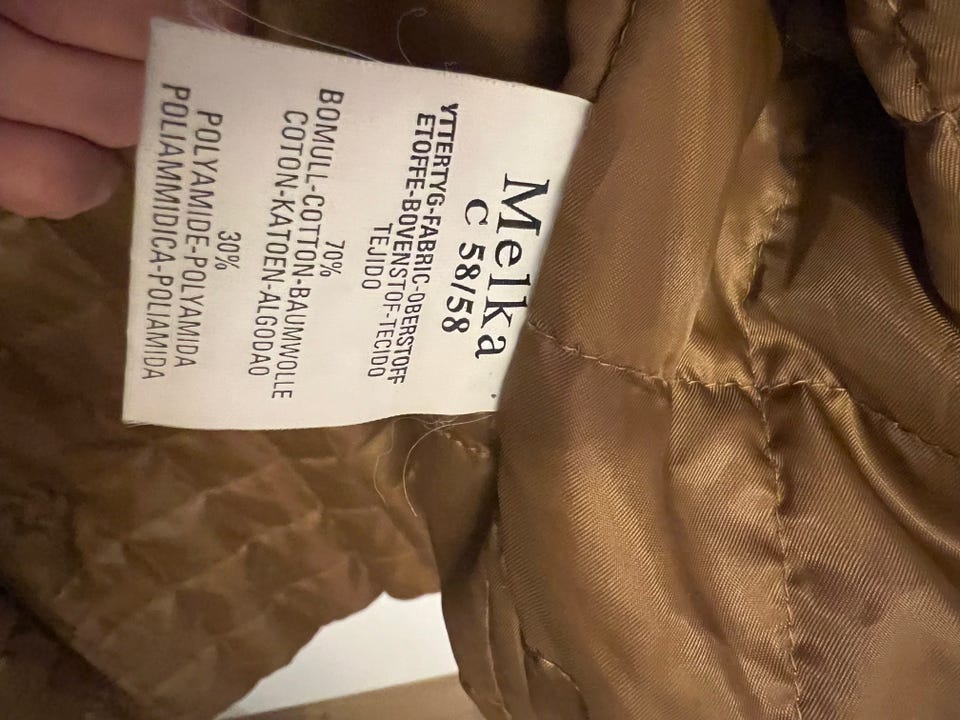 Melka
C 58/58
YTTERTYG-FABRIC-OBERSTOFF
ETOFFE-BOVENSTOF-TECIDO
TEJIDO
70%
BOMULL-COTTON-BAUMWOLLE
COTON-KATOEN-ALGODAO
30%
POLYAMIDE-POLYAMIDA
POLIAMMIDICA-POLIAMIDA